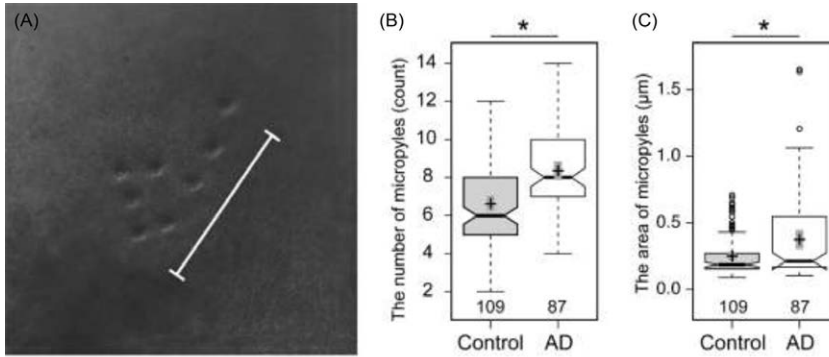 (A)
(B)
*
The number of micropyles (count)
14
12
10
8
6
4
2
109
87
Control
AD
(C)
*
The area of micropyles (μm)
1.5
1.0
0.5
0.0
109
87
Control
AD